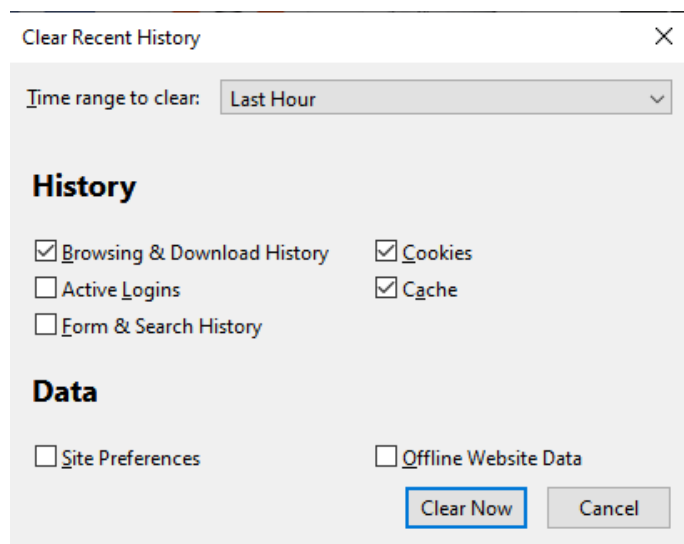 Clear Recent History
Time range to clear: Last Hour
History
Browsing & Download History Cookies
Active Logins Cache
Form & Search History
Data
Site Preferences Offline Website Data
Clear Now Cancel